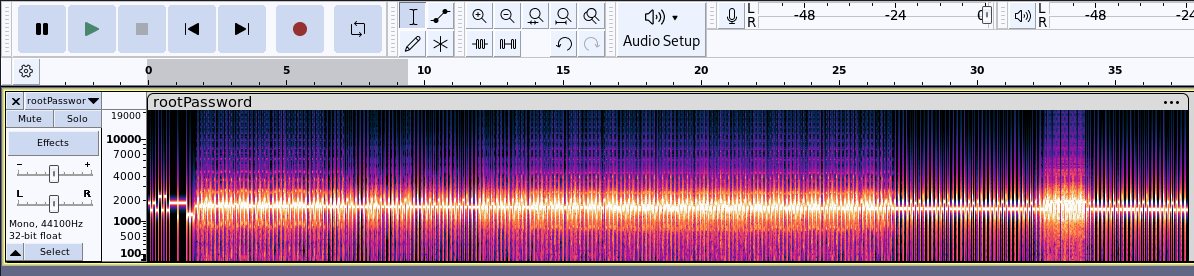 L
R
-48
-24
0
L
R
-48
-24
Audio Setup
0
5
10
15
20
25
30
35
rootPasswor
rootPassword
Mute
Solo
Effects
-
+
L
R
Mono, 44100Hz
32-bit float
Select
19000
10000
7000
4000
2000
1000
500
100